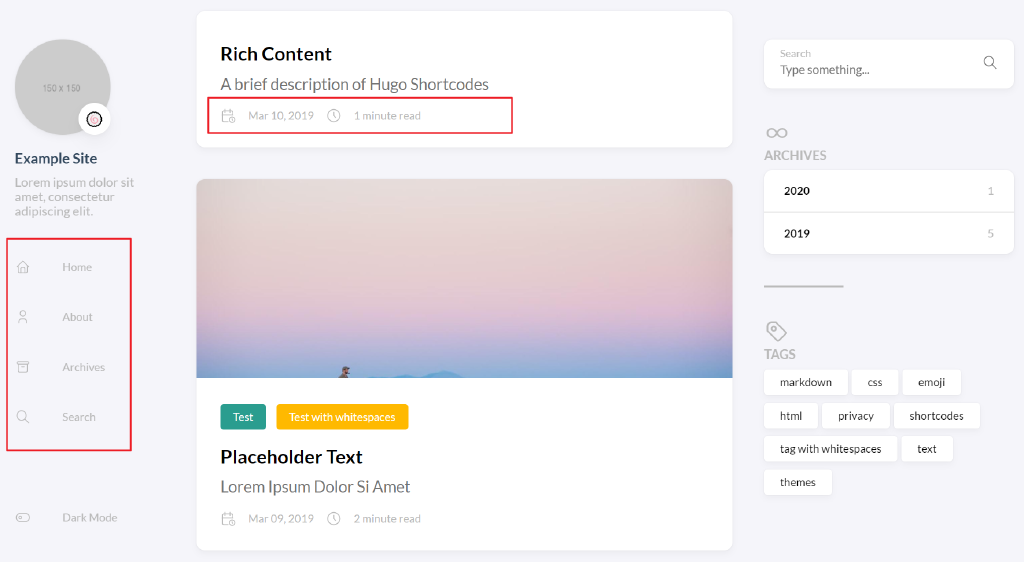 150 x 150
Example Site
Lorem ipsum dolor sit
amet, consectetur
adipiscing elit.
Home
About
Archives
Search
Dark Mode
Rich Content
A brief description of Hugo Shortcodes
Mar 10, 2019 1 minute read
Test Test with whitespaces
Placeholder Text
Lorem Ipsum Dolor Si Amet
Mar 09, 2019 2 minute read
Search
Type something...
ARCHIVES
2020 1
2019 5
TAGS
markdown css emoji
html privacy shortcodes
tag with whitespaces text
themes